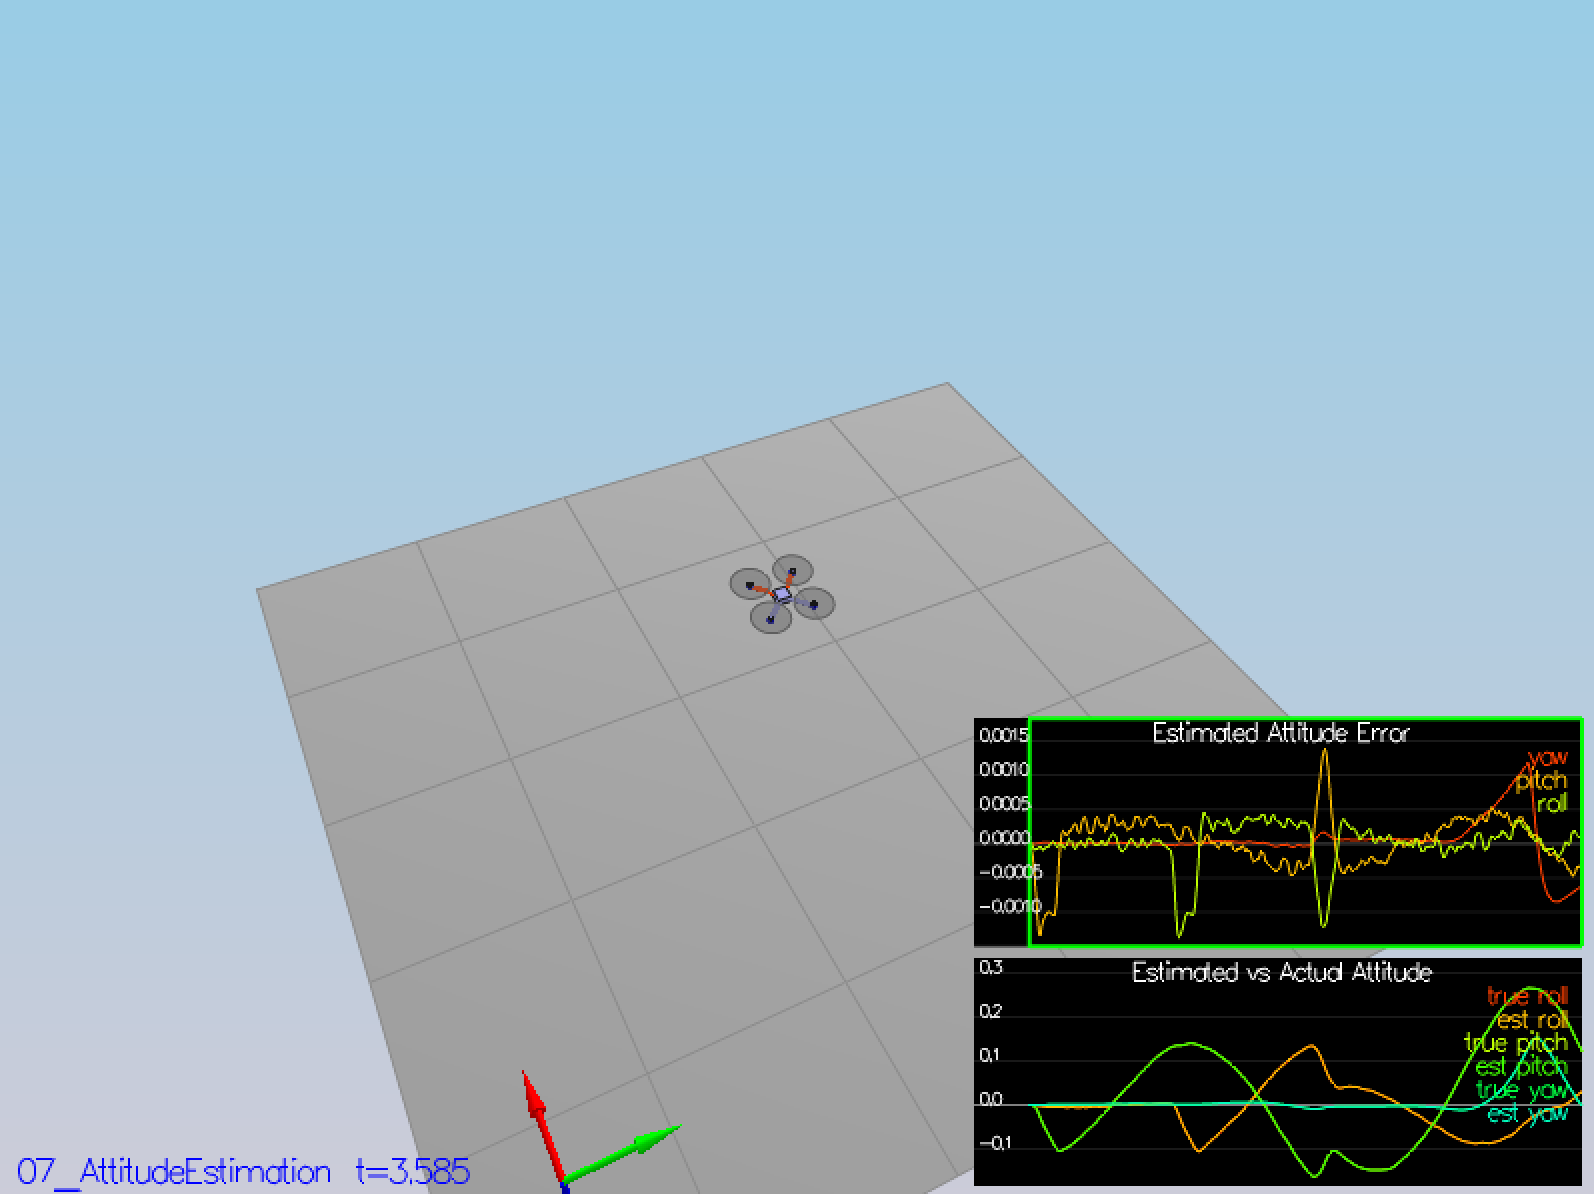 Estimated Attitude Error
0.0015
0.0010
0.0005
0.0000
-0.0005
-0.0010
yaw
pitch
roll
Estimated vs Actual Attitude
0.3
0.2
0.1
0.0
-0.1
true roll
est roll
true pitch
est pitch
true yaw
est yaw
07_AttitudeEstimation t=3.585